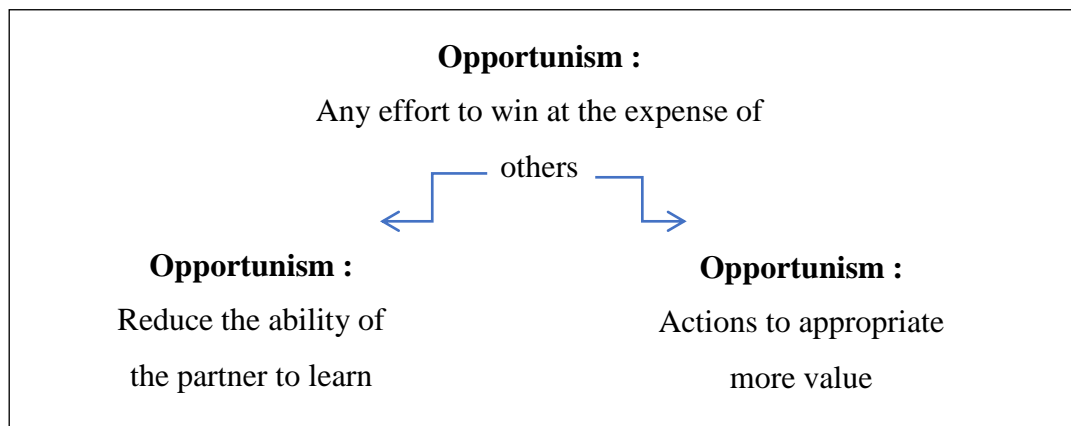 Opportunism :
Any effort to win at the expense of
others
Opportunism :
Reduce the ability of
the partner to learn
Opportunism :
Actions to appropriate
more value